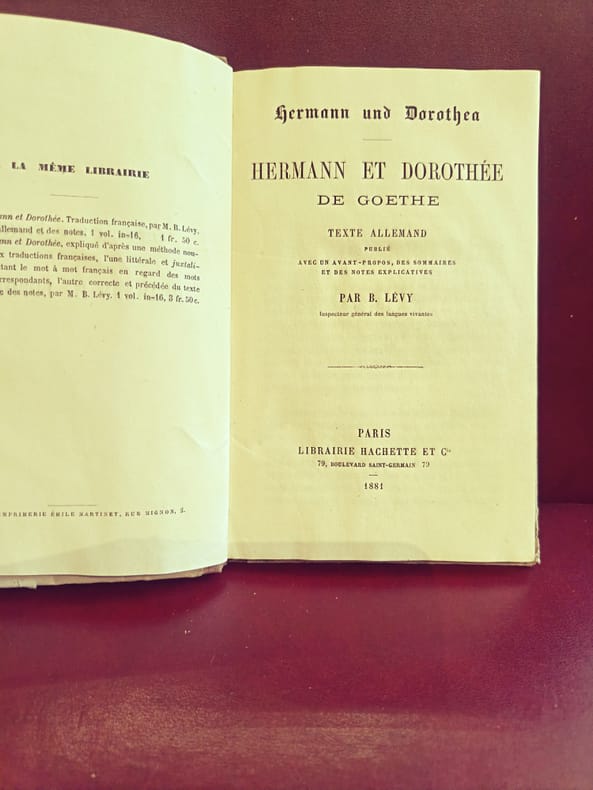 LA MÊME LIBRAIRIE
nn et Dorothée. Traduction française, par M. B. Lévy,
allemand et des notes, 1 vol. in-16, 1 fr. 50 c.
nn et Dorothée, expliqué d'après une méthode nou-
x traductions françaises, l'une littérale et juxtali-
tant le mot à mot français en regard des mots
rrespondants, l'autre correcte et précédée du texte
c des notes, par M. B. Lévy. 1 vol. in-16, 3 fr. 50 c.
IMPRIMERIE ÉMILE MARTINET, RUE MIGNON, 2.
Hermann und Dorothea
HERMANN ET DOROTHÉE
DE GOETHE
TEXTE ALLEMAND
PUBLIÉ
AVEC UN AVANT-PROPOS, DES SOMMAIRES
ET DES NOTES EXPLICATIVES
PAR B. LÉVY
Inspecteur général des langues vivantes
PARIS
LIBRAIRIE HACHETTE ET Cie
79, BOULEVARD SAINT-GERMAIN 79
1881